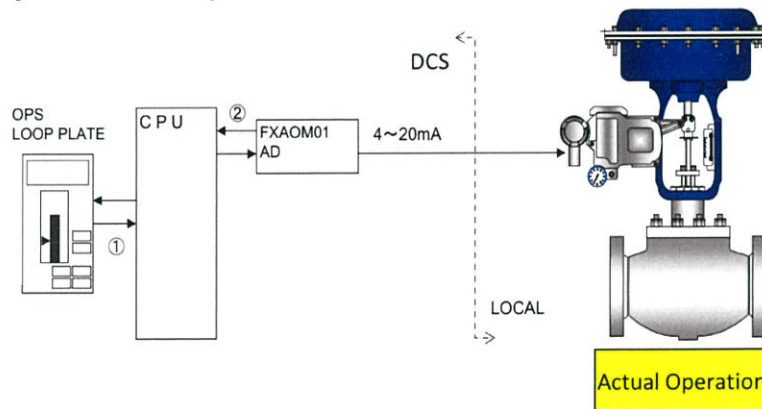 DCS
OPS
LOOP PLATE
CPU
②
FXAOM01
AD
4～20mA
①
LOCAL
Actual Operation